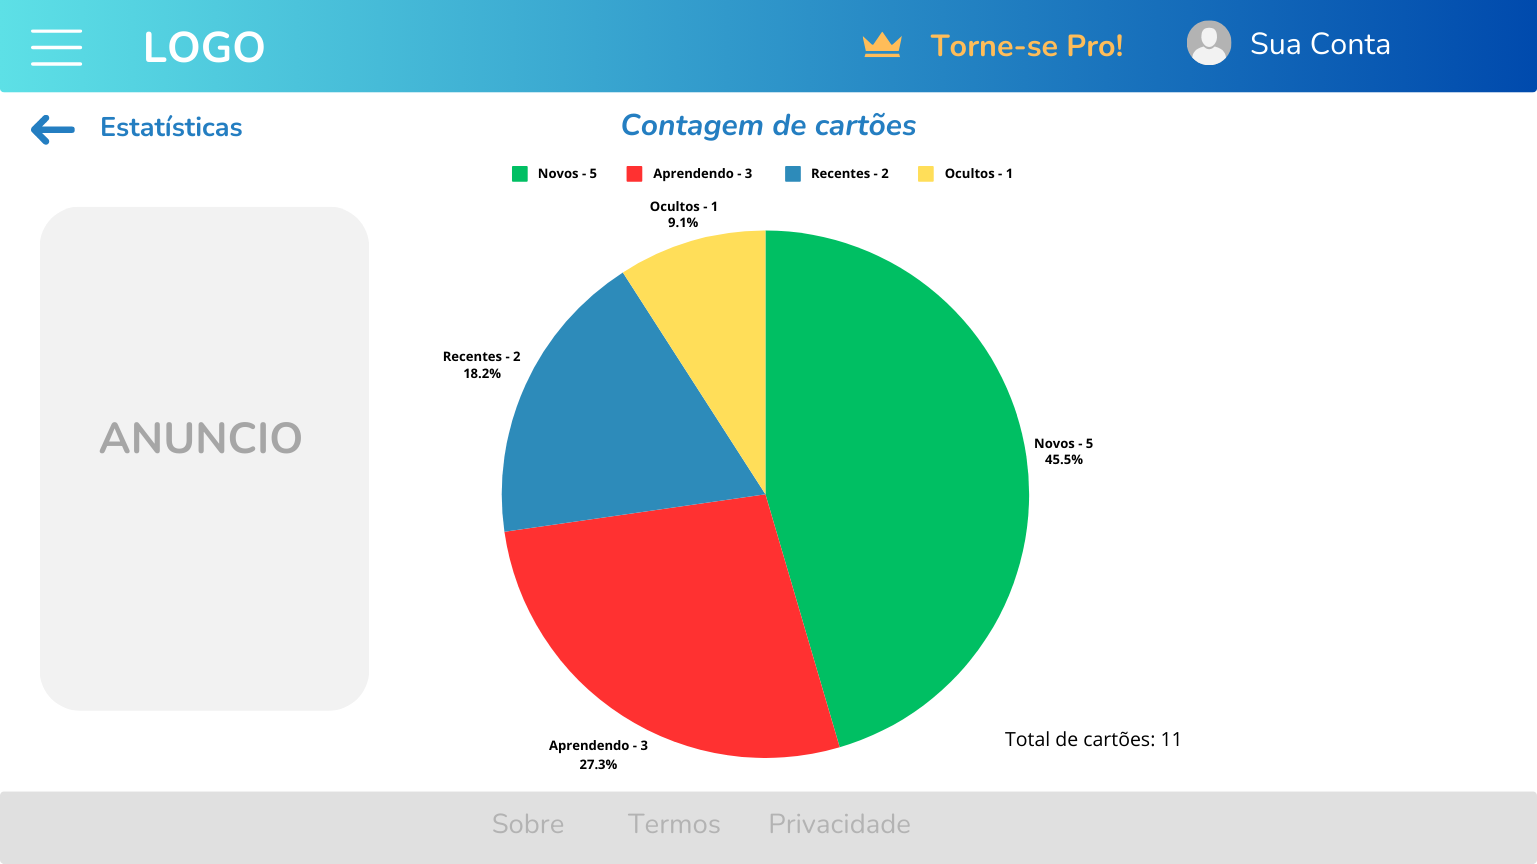 LOGO
Torne-se Pro!
Sua Conta
Estatísticas
Contagem de cartões
Novos - 5
Aprendendo - 3
Recentes - 2
Ocultos - 1
Ocultos - 1
9.1%
Recentes - 2
18.2%
ANUNCIO
Novos - 5
45.5%
Aprendendo - 3
27.3%
Total de cartões: 11
Sobre
Termos
Privacidade